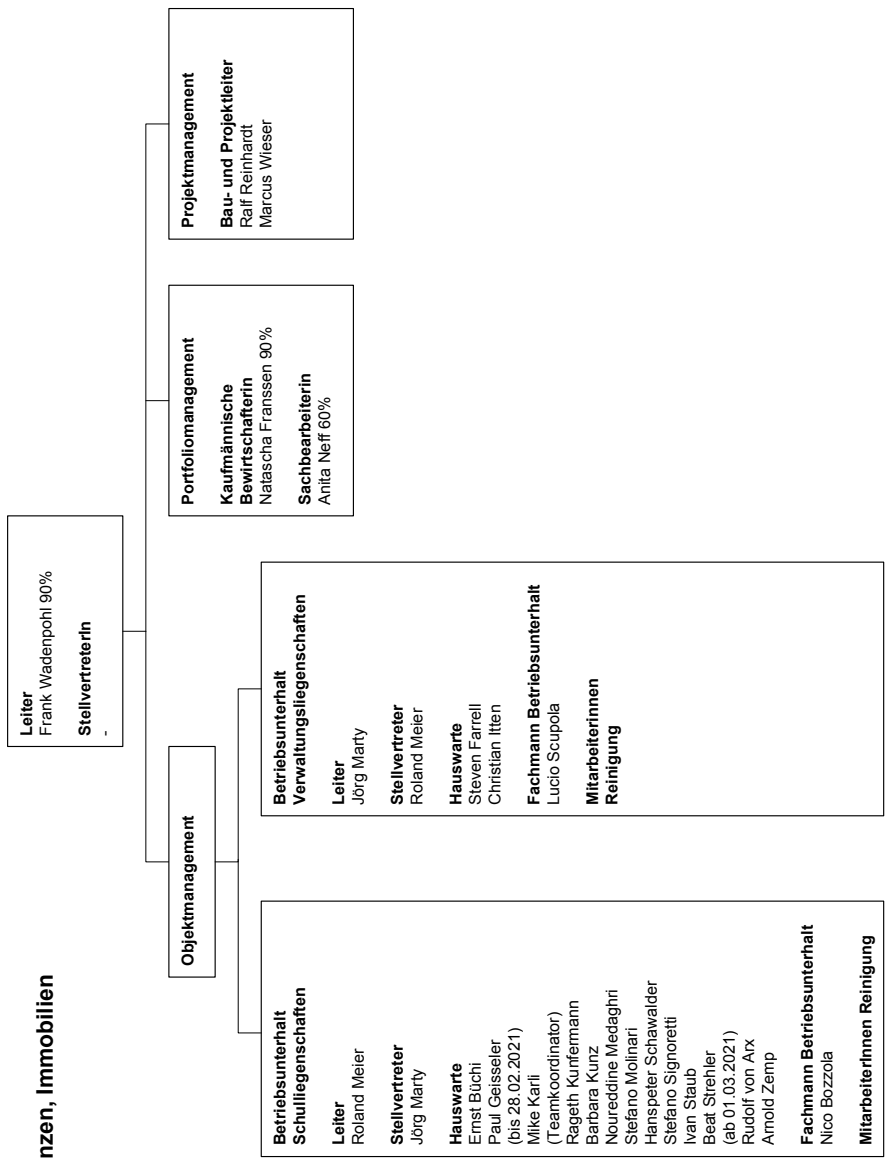 nzen, Immobilien
Leiter
Frank Wadenpohl 90%
StellvertreterIn
-
Objektmanagement
Betriebsunterhalt
Schulliegenschaften
Leiter
Roland Meier
Stellvertreter
Jörg Marty
Hauswarte
Ernst Büchi
Paul Geisseler
(bis 28.02.2021)
Mike Karli
(Teamkoordinator)
Rageth Kunfermann
Barbara Kunz
Noureddine Medaghri
Stefano Molinari
Hanspeter Schawalder
Stefano Signoretti
Ivan Staub
Beat Strehler
(ab 01.03.2021)
Rudolf von Arx
Arnold Zemp
Fachmann Betriebsunterhalt
Nico Bozzola
MitarbeiterInnen Reinigung
Betriebsunterhalt
Verwaltungsliegenschaften
Leiter
Jörg Marty
Stellvertreter
Roland Meier
Hauswarte
Steven Farrell
Christian Itten
Fachmann Betriebsunterhalt
Lucio Scupola
Mitarbeiterinnen
Reinigung
Portfoliomanagement
Kaufmännische
Bewirtschafterin
Natascha Franssen 90%
Sachbearbeiterin
Anita Neff 60%
Projektmanagement
Bau- und Projektleiter
Ralf Reinhardt
Marcus Wieser